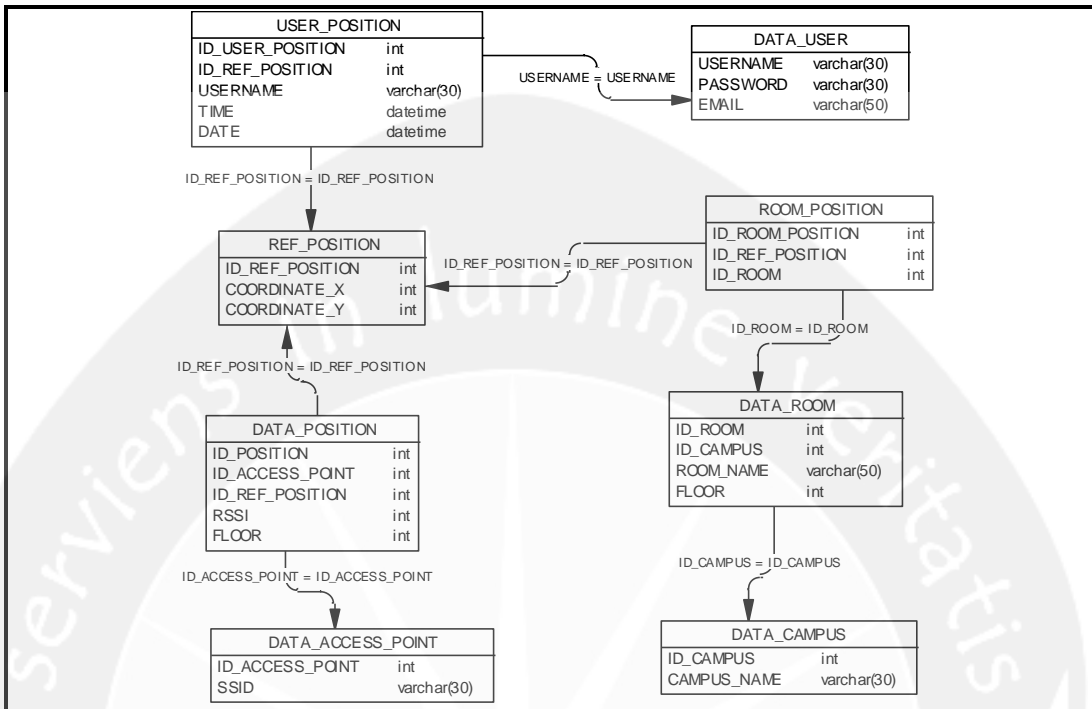 USER_POSITION
ID_USER_POSITION int
ID_REF_POSITION int
USERNAME varchar(30)
TIME datetime
DATE datetime
DATA_USER
USERNAME varchar(30)
PASSWORD varchar(30)
EMAIL varchar(50)
USERNAME = USERNAME
ID_REF_POSITION = ID_REF_POSITION
ROOM_POSITION
ID_ROOM_POSITION int
ID_REF_POSITION int
ID_ROOM int
REF_POSITION
ID_REF_POSITION int
COORDINATE_X int
COORDINATE_Y int
ID_REF_POSITION = ID_REF_POSITION
ID_ROOM = ID_ROOM
ID_REF_POSITION = ID_REF_POSITION
DATA_POSITION
ID_POSITION int
ID_ACCESS_POINT int
ID_REF_POSITION int
RSSI int
FLOOR int
DATA_ROOM
ID_ROOM int
ID_CAMPUS int
ROOM_NAME varchar(50)
FLOOR int
ID_ACCESS_POINT = ID_ACCESS_POINT
ID_CAMPUS = ID_CAMPUS
DATA_ACCESS_POINT
ID_ACCESS_POINT int
SSID varchar(30)
DATA_CAMPUS
ID_CAMPUS int
CAMPUS_NAME varchar(30)
serviens in lumine veritatis